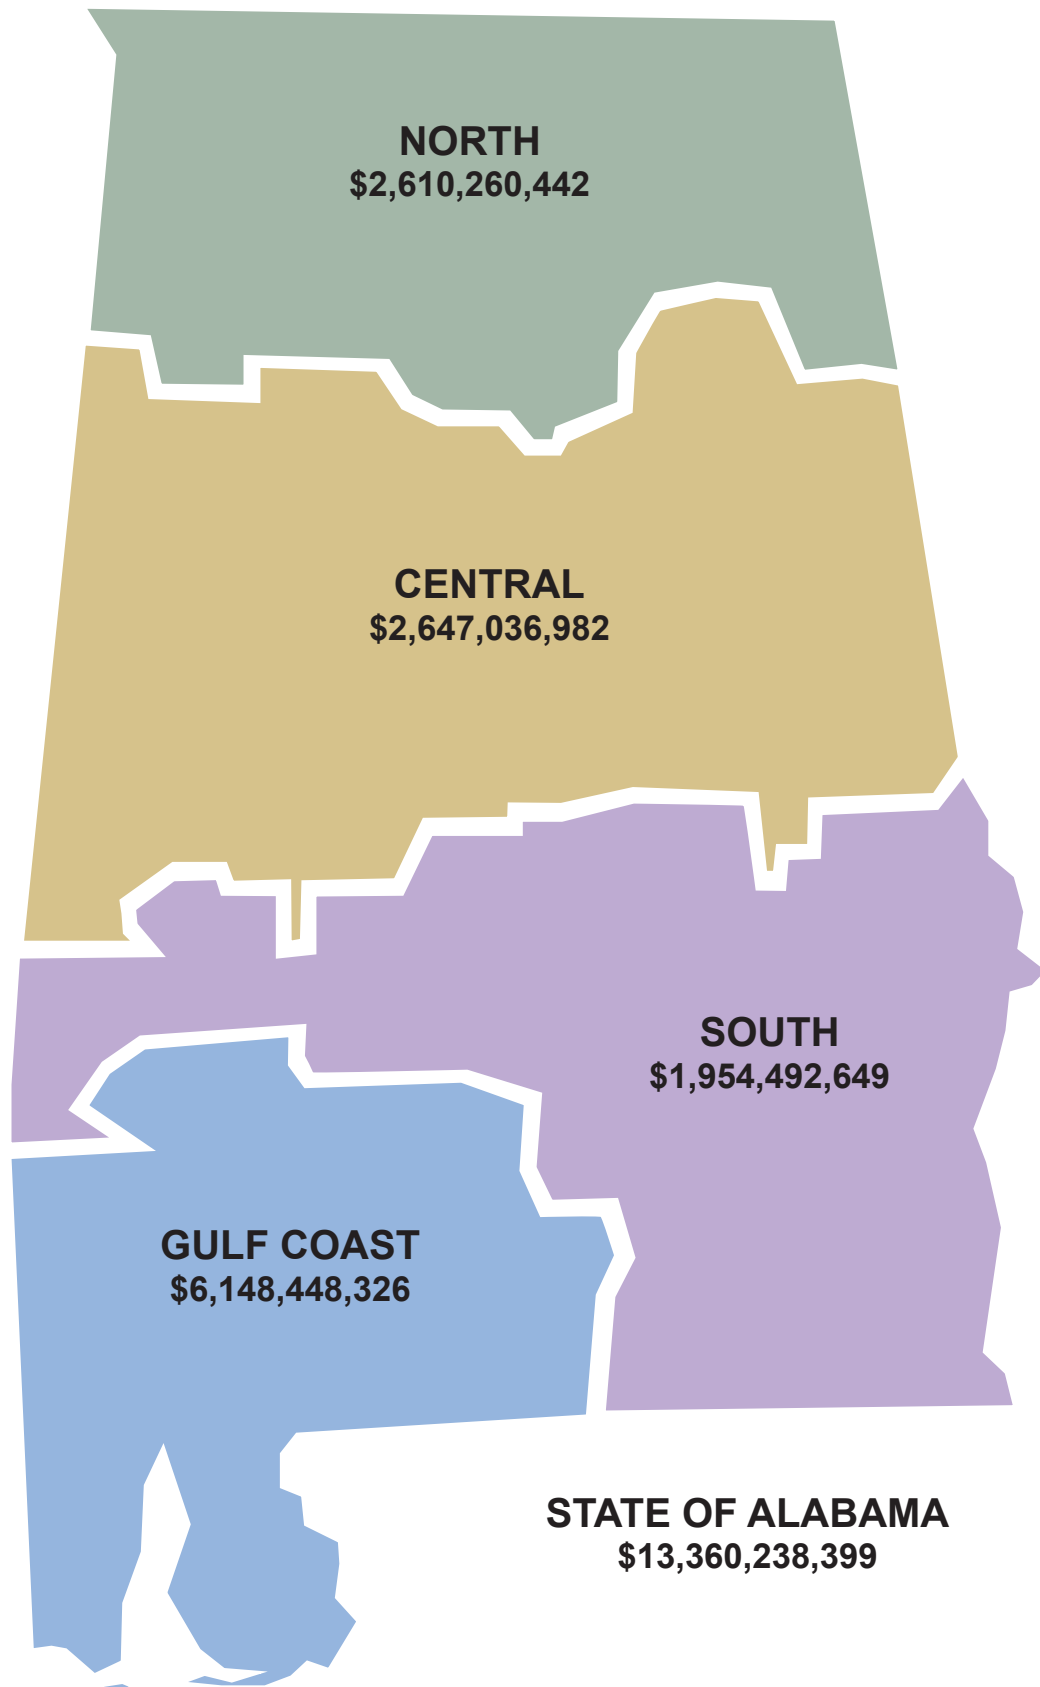 NORTH
$2,610,260,442
CENTRAL
$2,647,036,982
SOUTH
$1,954,492,649
GULF COAST
$6,148,448,326
STATE OF ALABAMA
$13,360,238,399